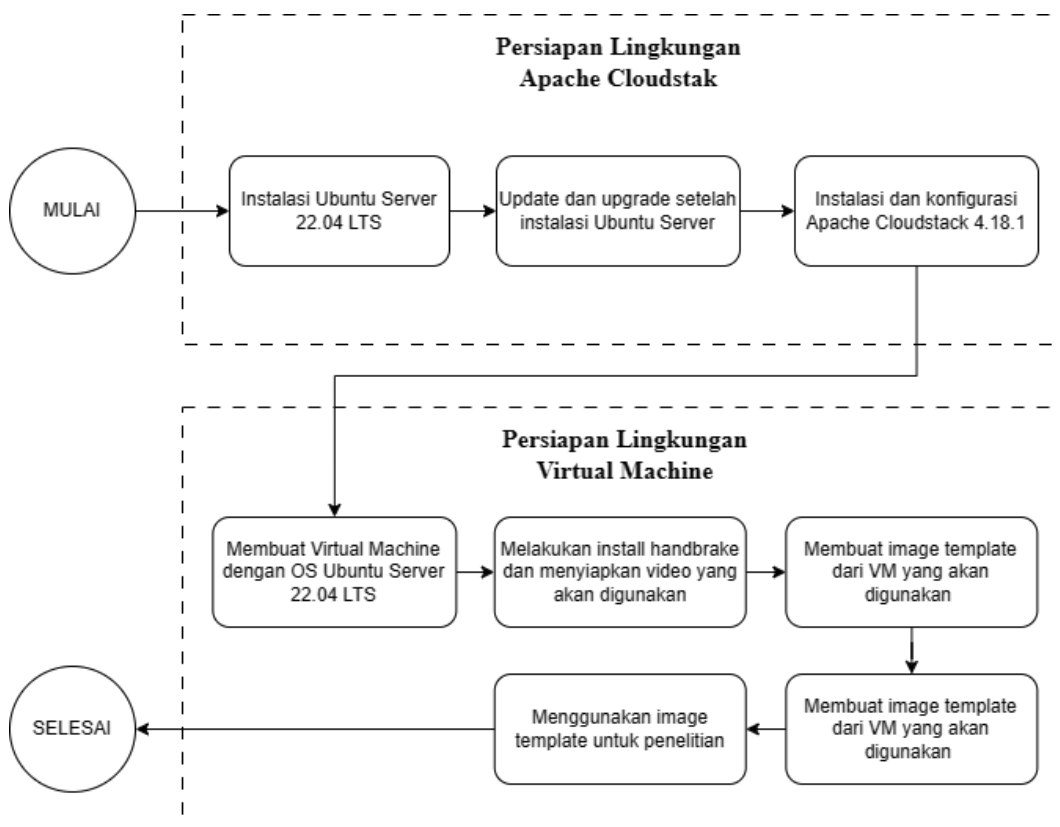 Persiapan Lingkungan
Apache Cloudstak
MULAI
Instalasi Ubuntu Server
22.04 LTS
Update dan upgrade setelah
instalasi Ubuntu Server
Instalasi dan konfigurasi
Apache Cloudstack 4.18.1
Persiapan Lingkungan
Virtual Machine
Membuat Virtual Machine
dengan OS Ubuntu Server
22.04 LTS
Melakukan install handbrake
dan menyiapkan video yang
akan digunakan
Membuat image template
dari VM yang akan
digunakan
Membuat image template
dari VM yang akan
digunakan
Menggunakan image
template untuk penelitian
SELESAI